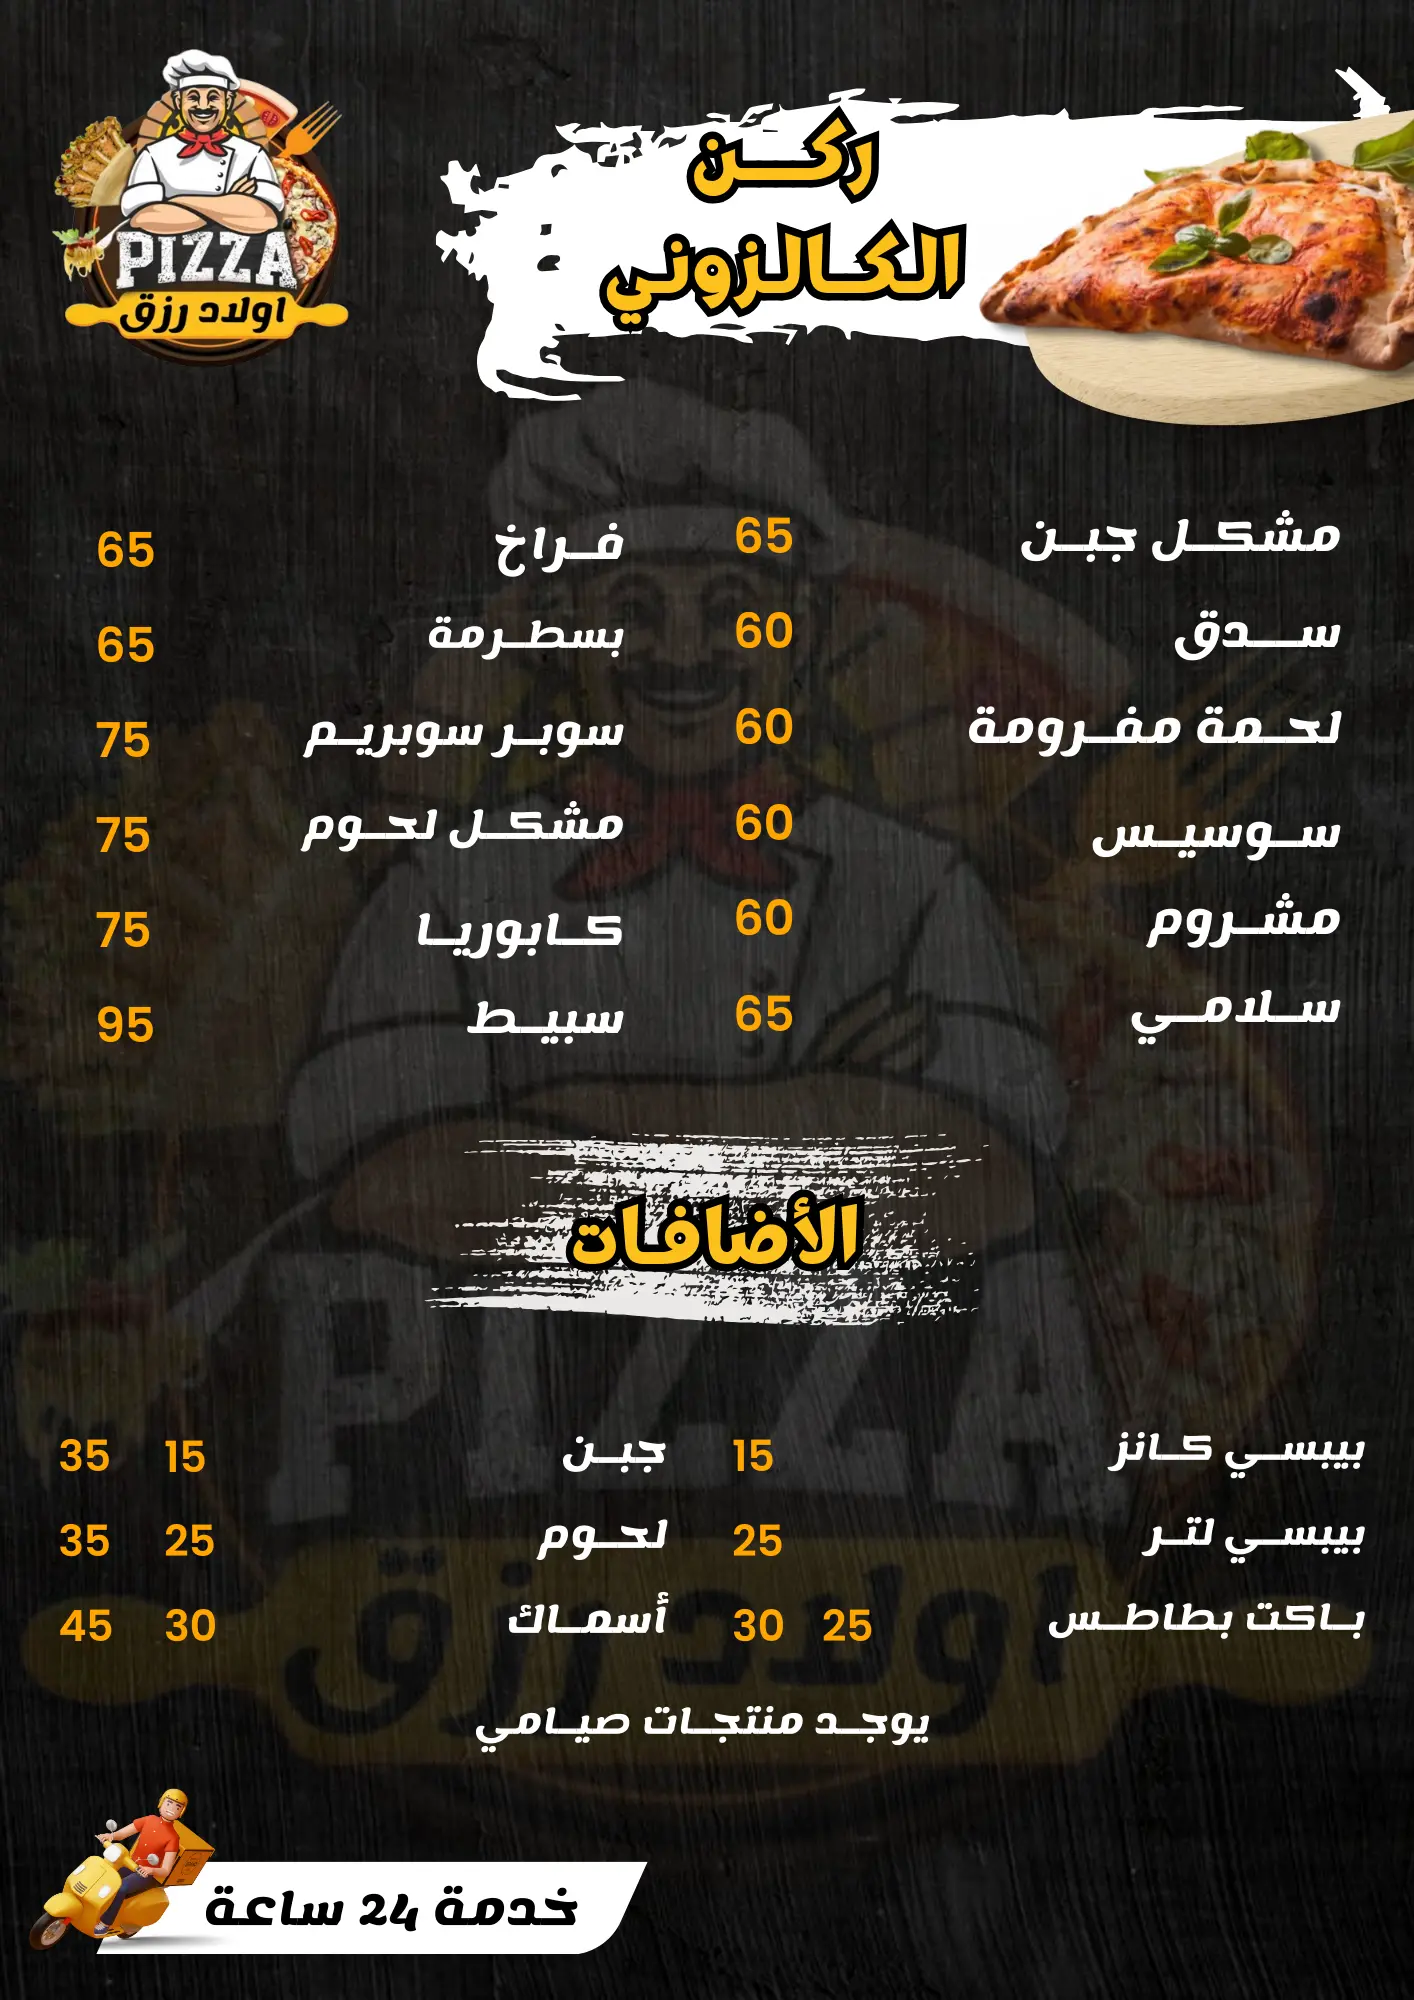 PIZZA
اولاد رزق
ركن
الكالزوني
مشكل جبن 65
سدق 60
لحمة مفرومة 60
سوسيس 60
مشروم 60
سلامي 65
فراخ 65
بسطرمة 65
سوبر سوبريم 75
مشكل لحوم 75
كابوريا 75
سبيط 95
الأضافات
بيبسي كانز 15
بيبسي لتر 25
باكت بطاطس 25 30
جبن 15 35
لحوم 25 35
أسماك 30 45
يوجد منتجات صيامي
PIZZA
اولاد رزق
خدمة 24 ساعة